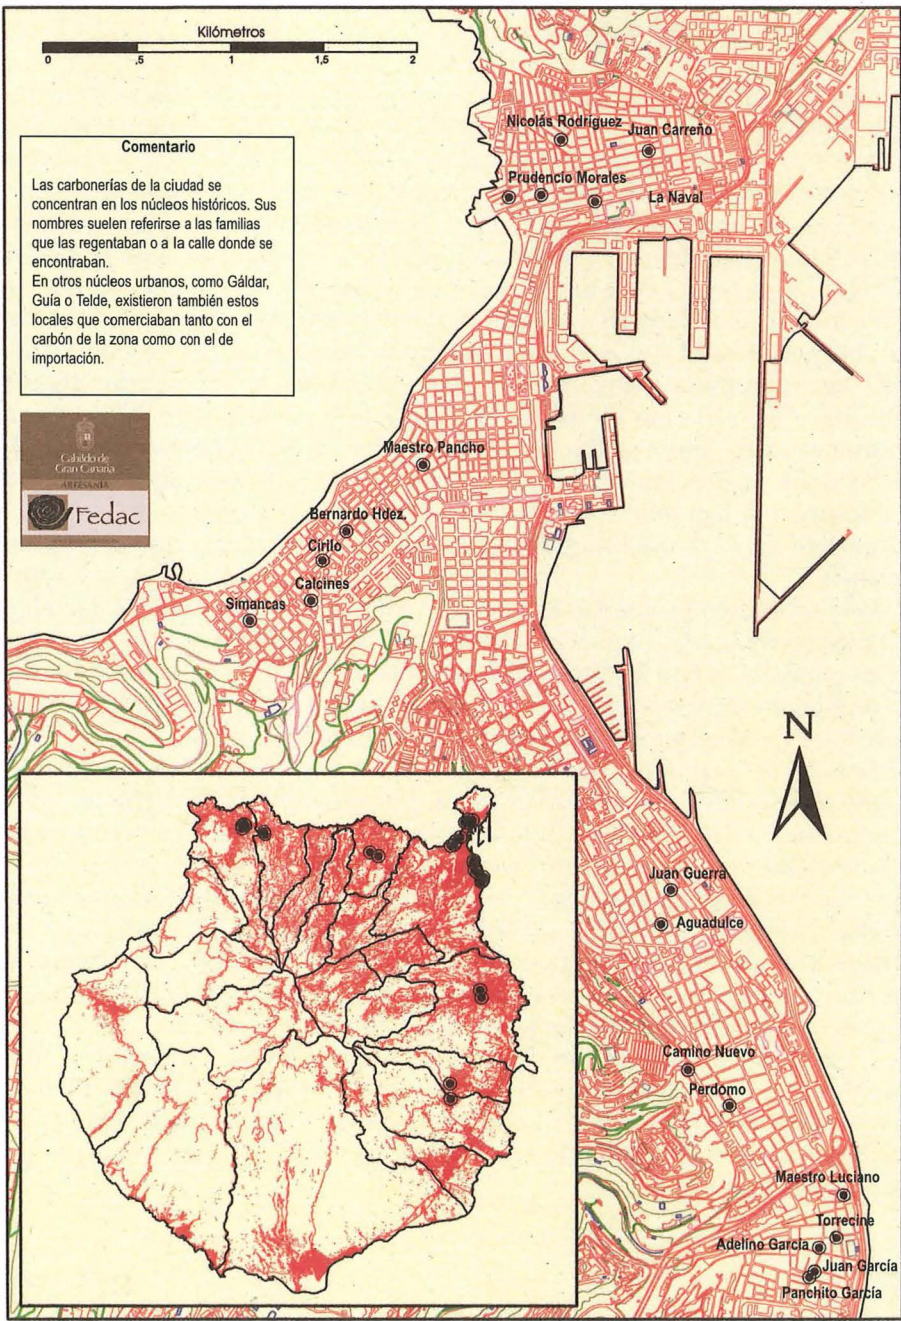 Kilómetros
0 ,5 1 1,5 2
Comentario
Las carbonerías de la ciudad se
concentran en los núcleos históricos. Sus
nombres suelen referirse a las familias
que las regentaban o a la calle donde se
encontraban.
En otros núcleos urbanos, como Gáldar,
Guía o Telde, existieron también estos
locales que comerciaban tanto con el
carbón de la zona como con el de
importación.
Cabildo de
Gran Canaria
ARTESANÍA
Fedac
Nicolás Rodríguez
Juan Carreño
Prudencio Morales
La Naval
Maestro Pancho
Bernardo Hdez.
Cirilo
Calcines
Simancas
N
Juan Guerra
Aguadulce
Camino Nuevo
Perdomo
Maestro Luciano
Torrecine
Adelino García
Juan García
Panchito García